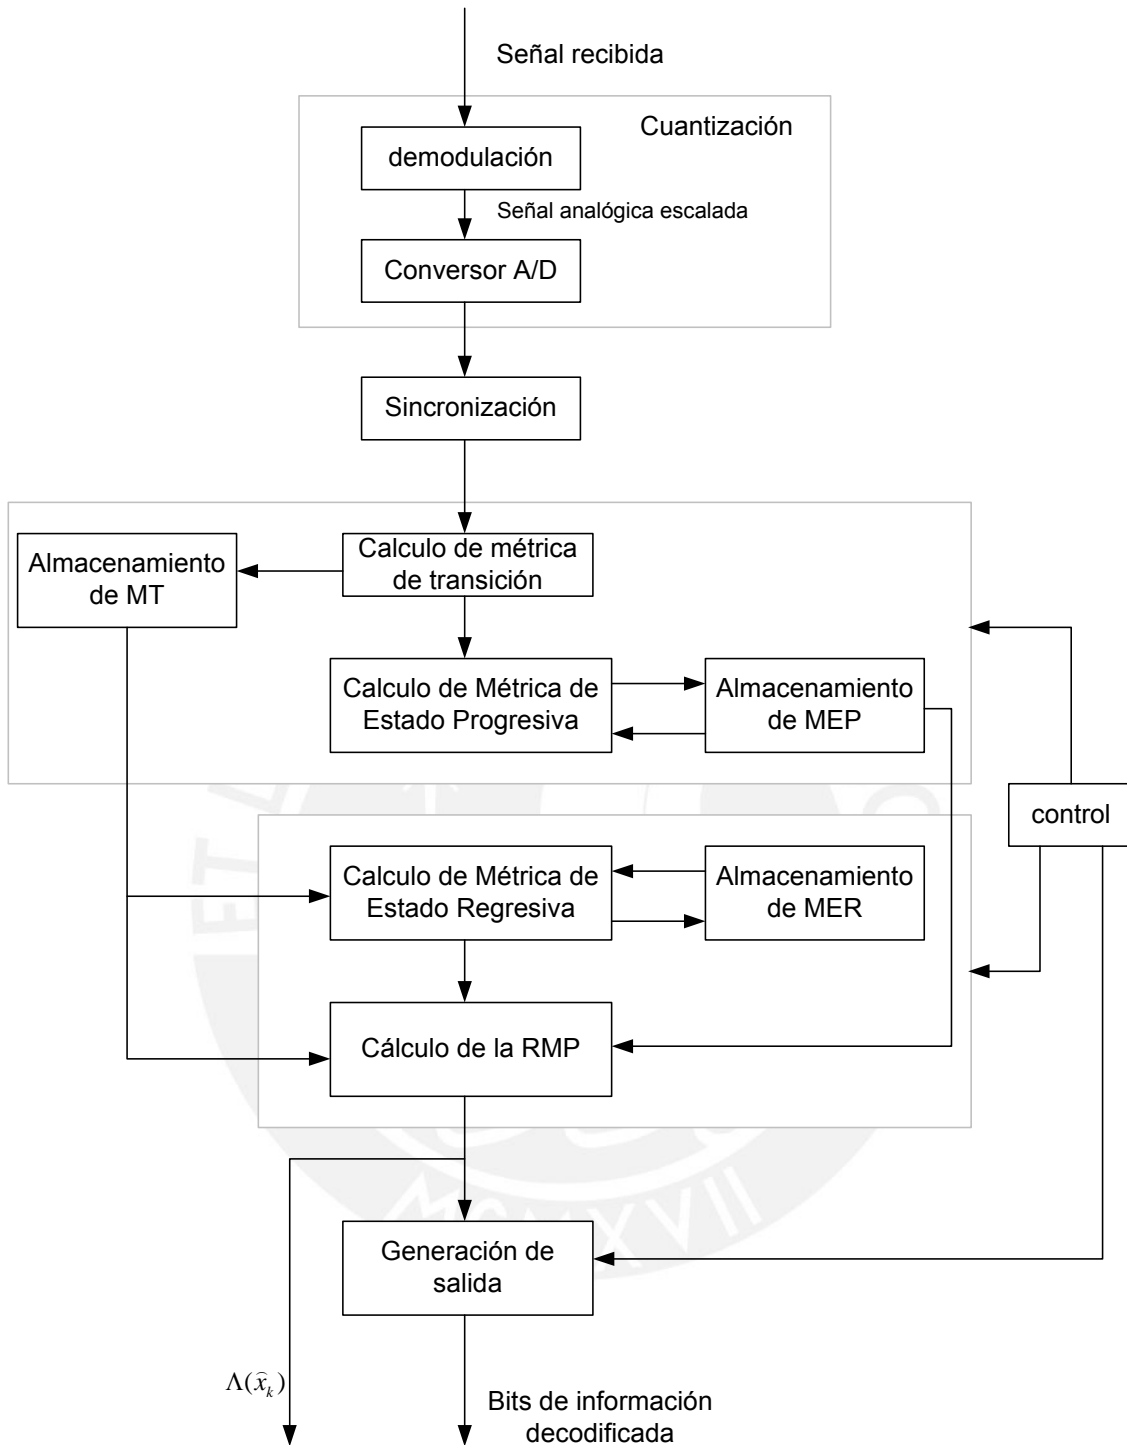 Señal recibida
Cuantización
demodulación
Señal analógica escalada
Conversor A/D
Sincronización
Almacenamiento
de MT
Calculo de métrica
de transición
Calculo de Métrica de
Estado Progresiva
Almacenamiento
de MEP
control
Calculo de Métrica de
Estado Regresiva
Almacenamiento
de MER
Cálculo de la RMP
MCMXVII
Generación de
salida
Λ(x̂ₖ)
Bits de información
decodificada